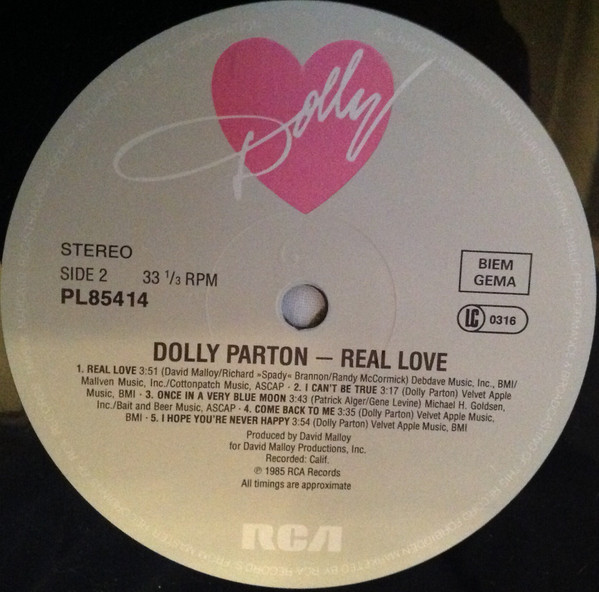 Dolly
STEREO
SIDE 2 33 1/3 RPM
PL85414
BIEM
GEMA
LC 0316
DOLLY PARTON – REAL LOVE
1. REAL LOVE 3:51 (David Malloy/Richard »Spady« Brannon/Randy McCormick) Debdave Music, Inc., BMI/
Mallven Music, Inc./Cottonpatch Music, ASCAP · 2. I CAN'T BE TRUE 3:17 (Dolly Parton) Velvet Apple
Music, BMI · 3. ONCE IN A VERY BLUE MOON 3:43 (Patrick Alger/Gene Levine) Michael H. Goldsen,
Inc./Bait and Beer Music, ASCAP · 4. COME BACK TO ME 3:35 (Dolly Parton) Velvet Apple Music,
BMI · 5. I HOPE YOU'RE NEVER HAPPY 3:54 (Dolly Parton) Velvet Apple Music, BMI
Produced by David Malloy
for David Malloy Productions, Inc.
Recorded: Calif.
℗ 1985 RCA Records
All timings are approximate
RCA